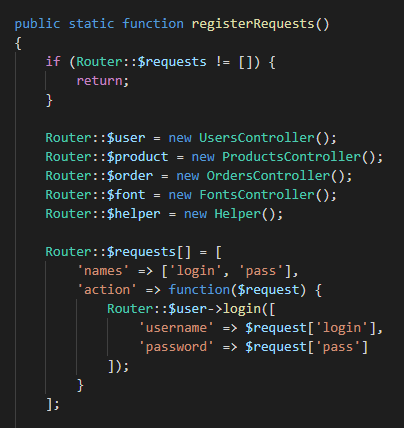 public static function registerRequests()
{
if (Router::$requests != []) {
return;
}
Router::$user = new UsersController();
Router::$product = new ProductsController();
Router::$order = new OrdersController();
Router::$font = new FontsController();
Router::$helper = new Helper();
Router::$requests[] = [
'names' => ['login', 'pass'],
'action' => function($request) {
Router::$user->login([
'username' => $request['login'],
'password' => $request['pass']
]);
}
];